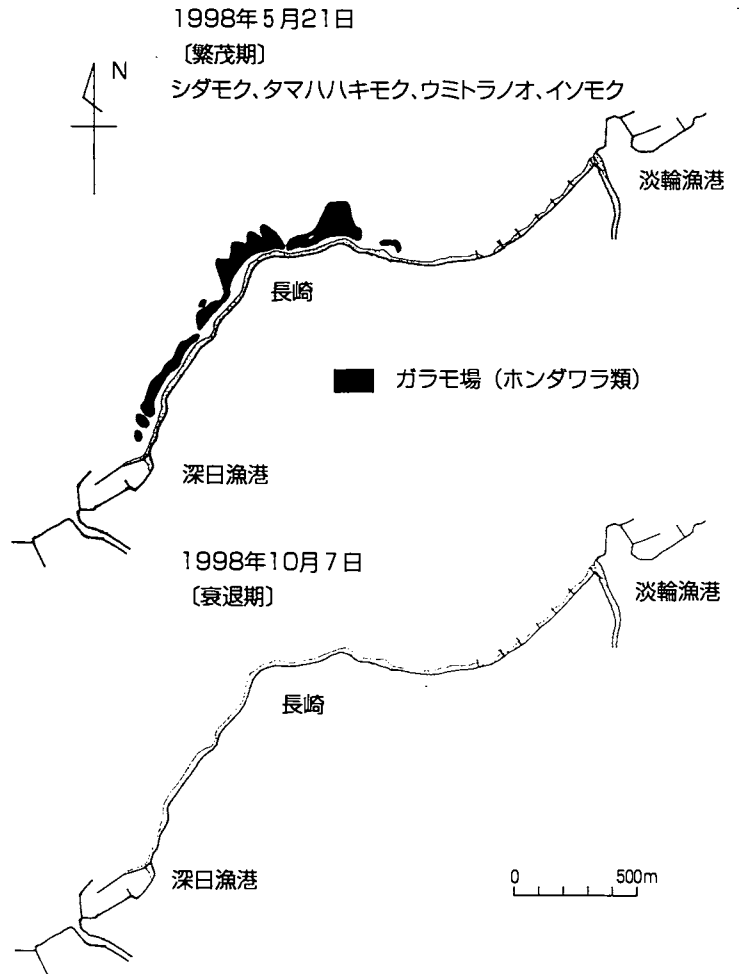 1998年5月21日
〔繁茂期〕
シダモク、タマハハキモク、ウミトラノオ、イソモク
N
淡輪漁港
長崎
ガラモ場（ホンダワラ類）
深日漁港
1998年10月7日
〔衰退期〕
淡輪漁港
長崎
深日漁港
0 500m